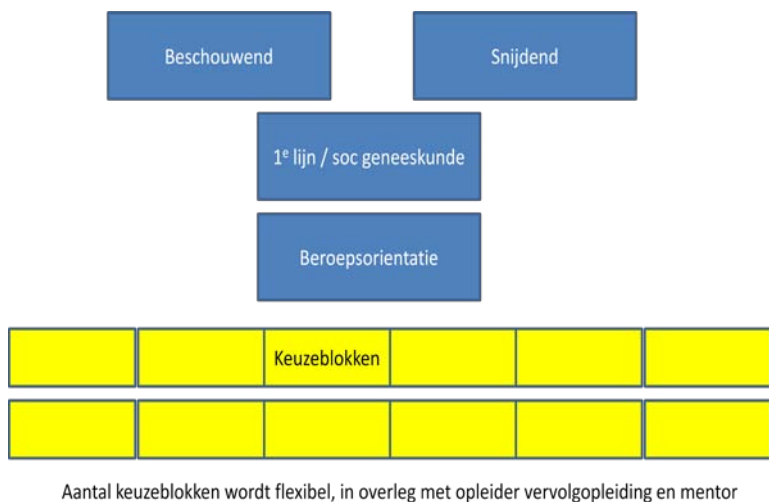 Beschouwend
Snijdend
1e lijn / soc geneeskunde
Beroepsorientatie
Keuzeblokken
Aantal keuzeblokken wordt flexibel, in overleg met opleider vervolgopleiding en mentor